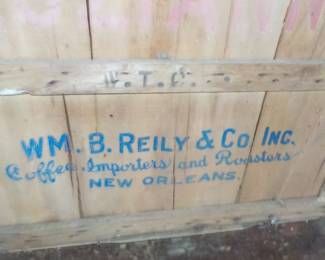 W.T.C.
WM. B. REILY & CO. INC.
Coffee Importers and Roasters
NEW ORLEANS.